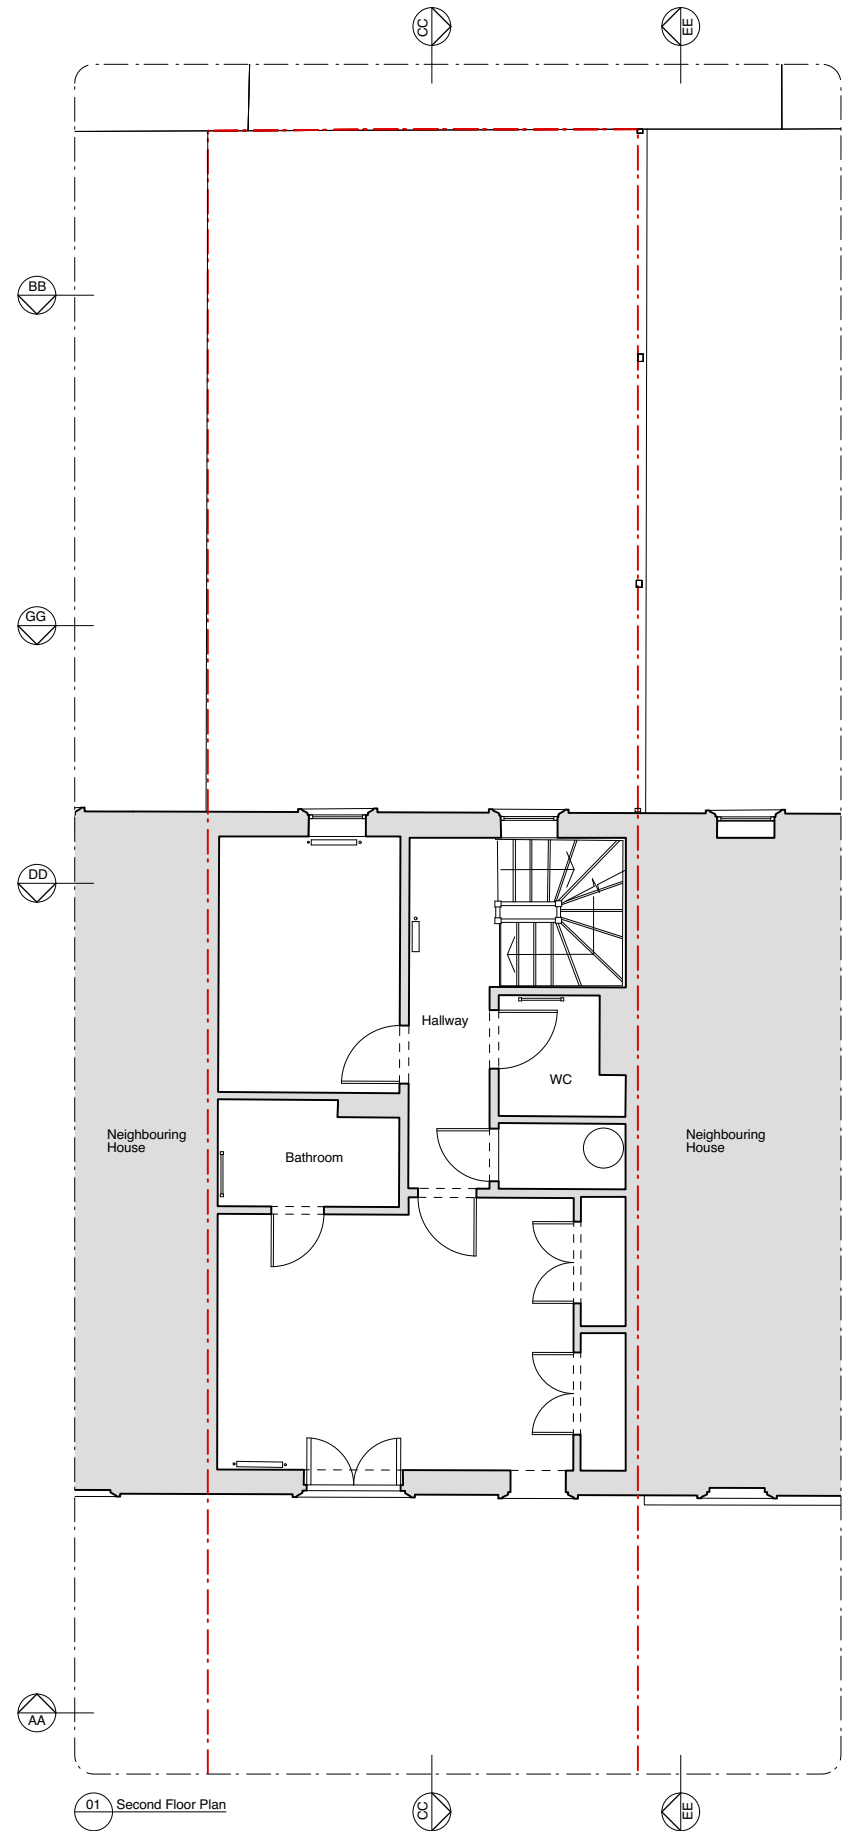 CC
EE
BB
GG
DD
Hallway
WC
Neighbouring
House
Bathroom
Neighbouring
House
AA
01 Second Floor Plan
CC
EE